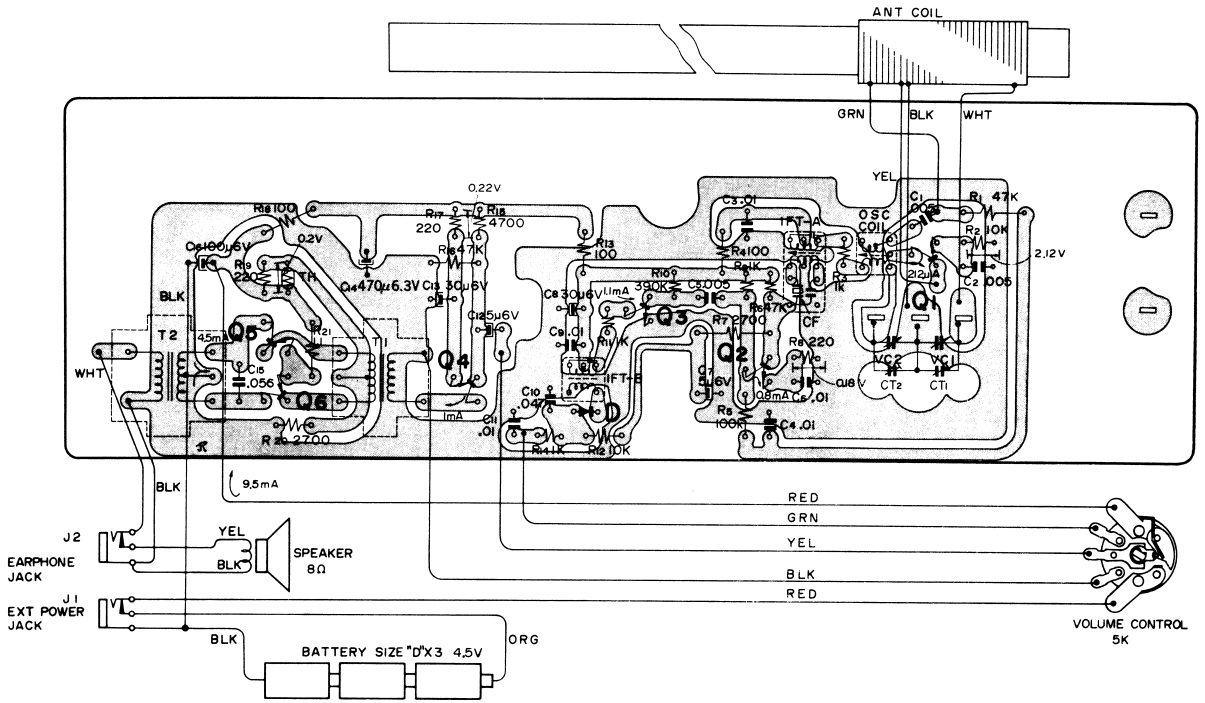 ANT COIL
GRN
BLK
WHT
YEL
0.22V
R18 100
R17
220
R15
4700
C3 .01
IFT-A
OSC
COIL
C1
R1 47K
R2 10K
2.12V
C2 .005
C16 100μ6V
0.2V
R19
220
TH
R16 47K
R13
100
R4 100
R3
1K
212μA
Q1
C14 470μ6.3V
C13 30μ6V
C8 30μ6V
1.1mA
R10
390K
C5 .005
R6 47K
CF
BLK
T2
4.5mA
Q5
R21
T1
C12 5μ6V
C9 .01
R11 1K
Q3
R7 2700
Q2
R8 220
VC2
VC1
CT2
CT1
WHT
C15
.056
Q4
IFT-B
C7
5μ6V
0.18V
Q6
1mA
C10
.047
D
0.8mA
C6 .01
R20 2700
C11
.01
R14 1K
R12 10K
R5
100K
C4 .01
BLK
9.5mA
RED
GRN
YEL
BLK
RED
J2
EARPHONE
JACK
YEL
BLK
SPEAKER
8Ω
J1
EXT POWER
JACK
BLK
ORG
BATTERY SIZE "D"X3 4.5V
VOLUME CONTROL
5K